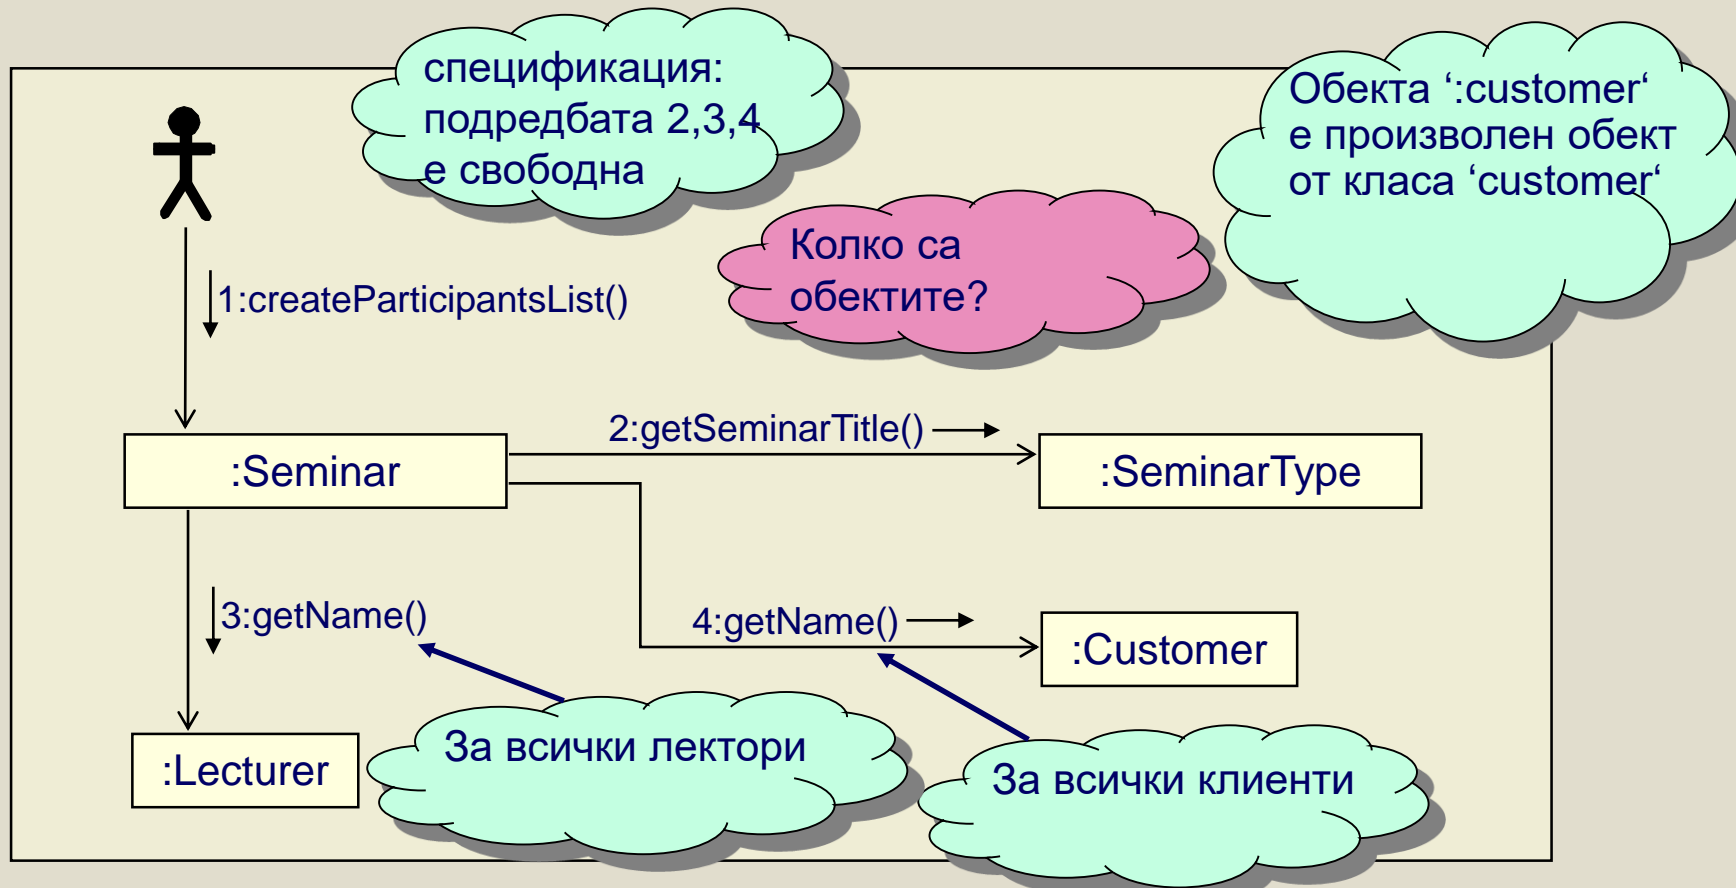 спецификация:
подредбата 2,3,4
е свободна
Обекта ‘:customer‘
е произволен обект
от класа ‘customer‘
Колко са
обектите?
1:createParticipantsList()
2:getSeminarTitle()
:Seminar
:SeminarType
3:getName()
4:getName()
:Customer
:Lecturer
За всички лектори
За всички клиенти